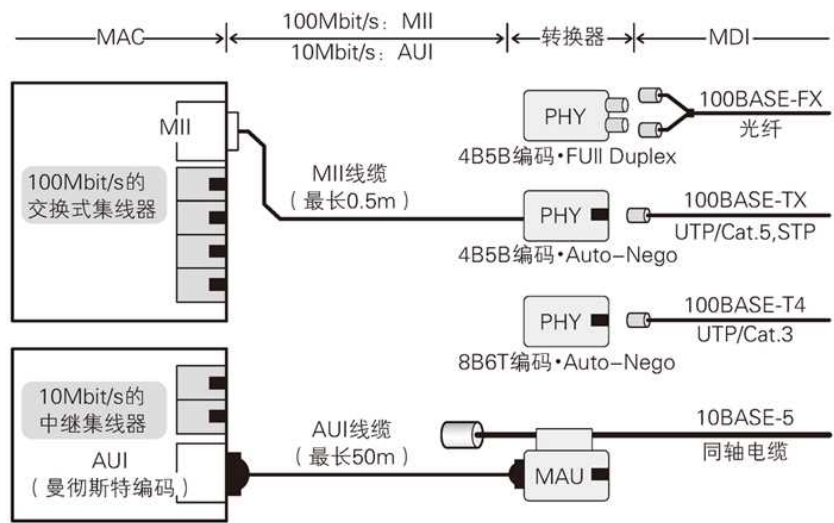 MAC
100Mbit/s：MII
10Mbit/s：AUI
转换器
MDI
MII
100Mbit/s的
交换式集线器
MII线缆
（最长0.5m）
PHY
4B5B编码•FUll Duplex
100BASE-FX
光纤
PHY
4B5B编码•Auto-Nego
100BASE-TX
UTP/Cat.5,STP
PHY
8B6T编码•Auto-Nego
100BASE-T4
UTP/Cat.3
10Mbit/s的
中继集线器
AUI
（曼彻斯特编码）
AUI线缆
（最长50m）
MAU
10BASE-5
同轴电缆